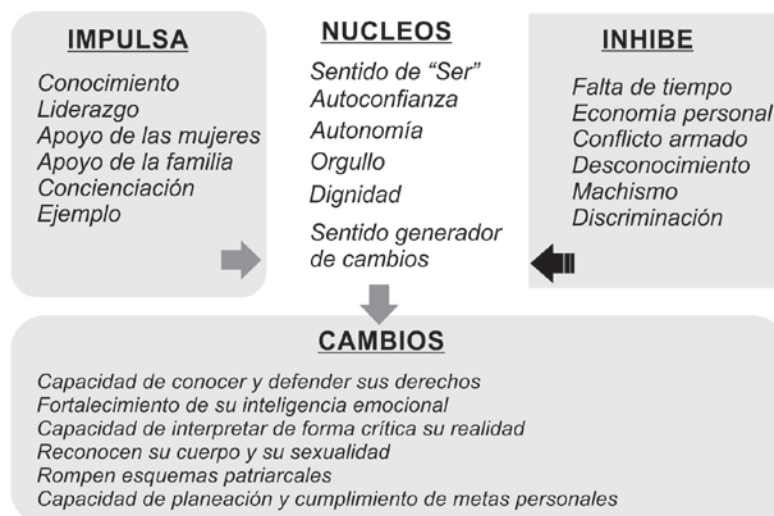 IMPULSA
Conocimiento
Liderazgo
Apoyo de las mujeres
Apoyo de la familia
Concienciación
Ejemplo
NUCLEOS
Sentido de “Ser”
Autoconfianza
Autonomía
Orgullo
Dignidad
Sentido generador
de cambios
INHIBE
Falta de tiempo
Economía personal
Conflicto armado
Desconocimiento
Machismo
Discriminación
CAMBIOS
Capacidad de conocer y defender sus derechos
Fortalecimiento de su inteligencia emocional
Capacidad de interpretar de forma crítica su realidad
Reconocen su cuerpo y su sexualidad
Rompen esquemas patriarcales
Capacidad de planeación y cumplimiento de metas personales